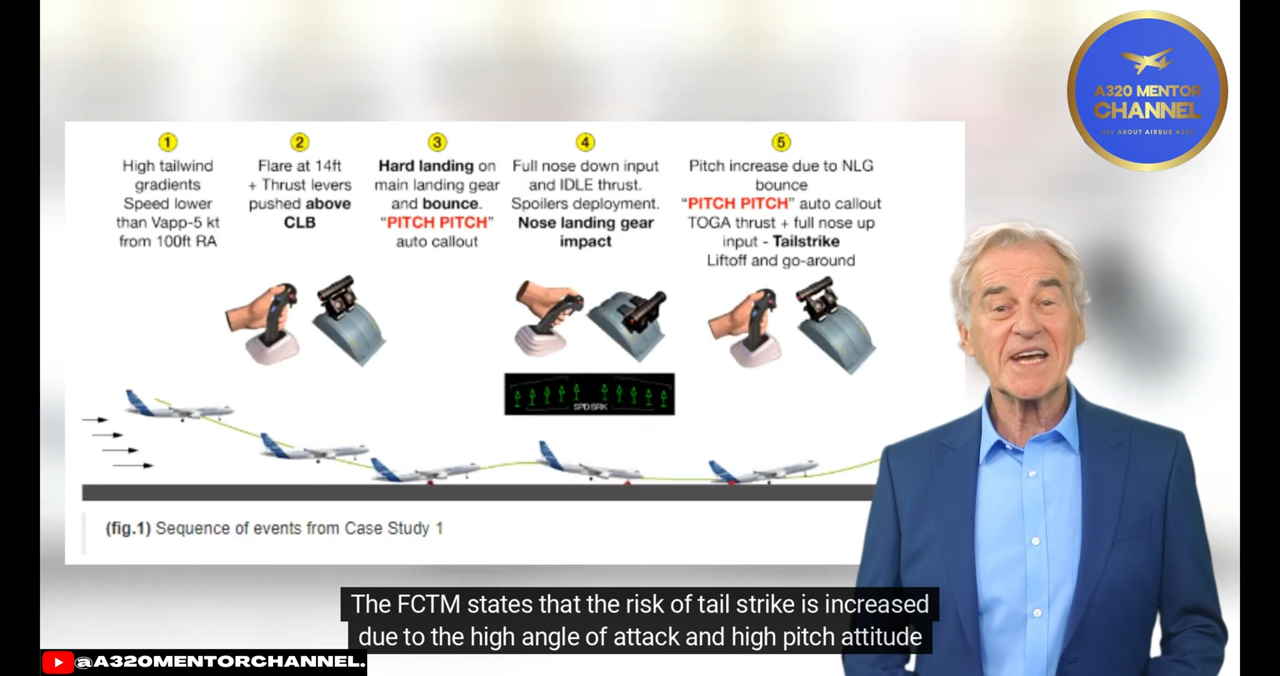 A320 MENTOR
CHANNEL
ALL ABOUT AIRBUS A320
1
High tailwind
gradients
Speed lower
than Vapp-5 kt
from 100ft RA
2
Flare at 14ft
+ Thrust levers
pushed above
CLB
3
Hard landing on
main landing gear
and bounce.
“PITCH PITCH”
auto callout
4
Full nose down input
and IDLE thrust.
Spoilers deployment.
Nose landing gear
impact
5
Pitch increase due to NLG
bounce
“PITCH PITCH” auto callout
TOGA thrust + full nose up
input - Tailstrike
Liftoff and go-around
SPD BRK
(fig.1) Sequence of events from Case Study 1
The FCTM states that the risk of tail strike is increased
due to the high angle of attack and high pitch attitude
@A320MENTORCHANNEL.